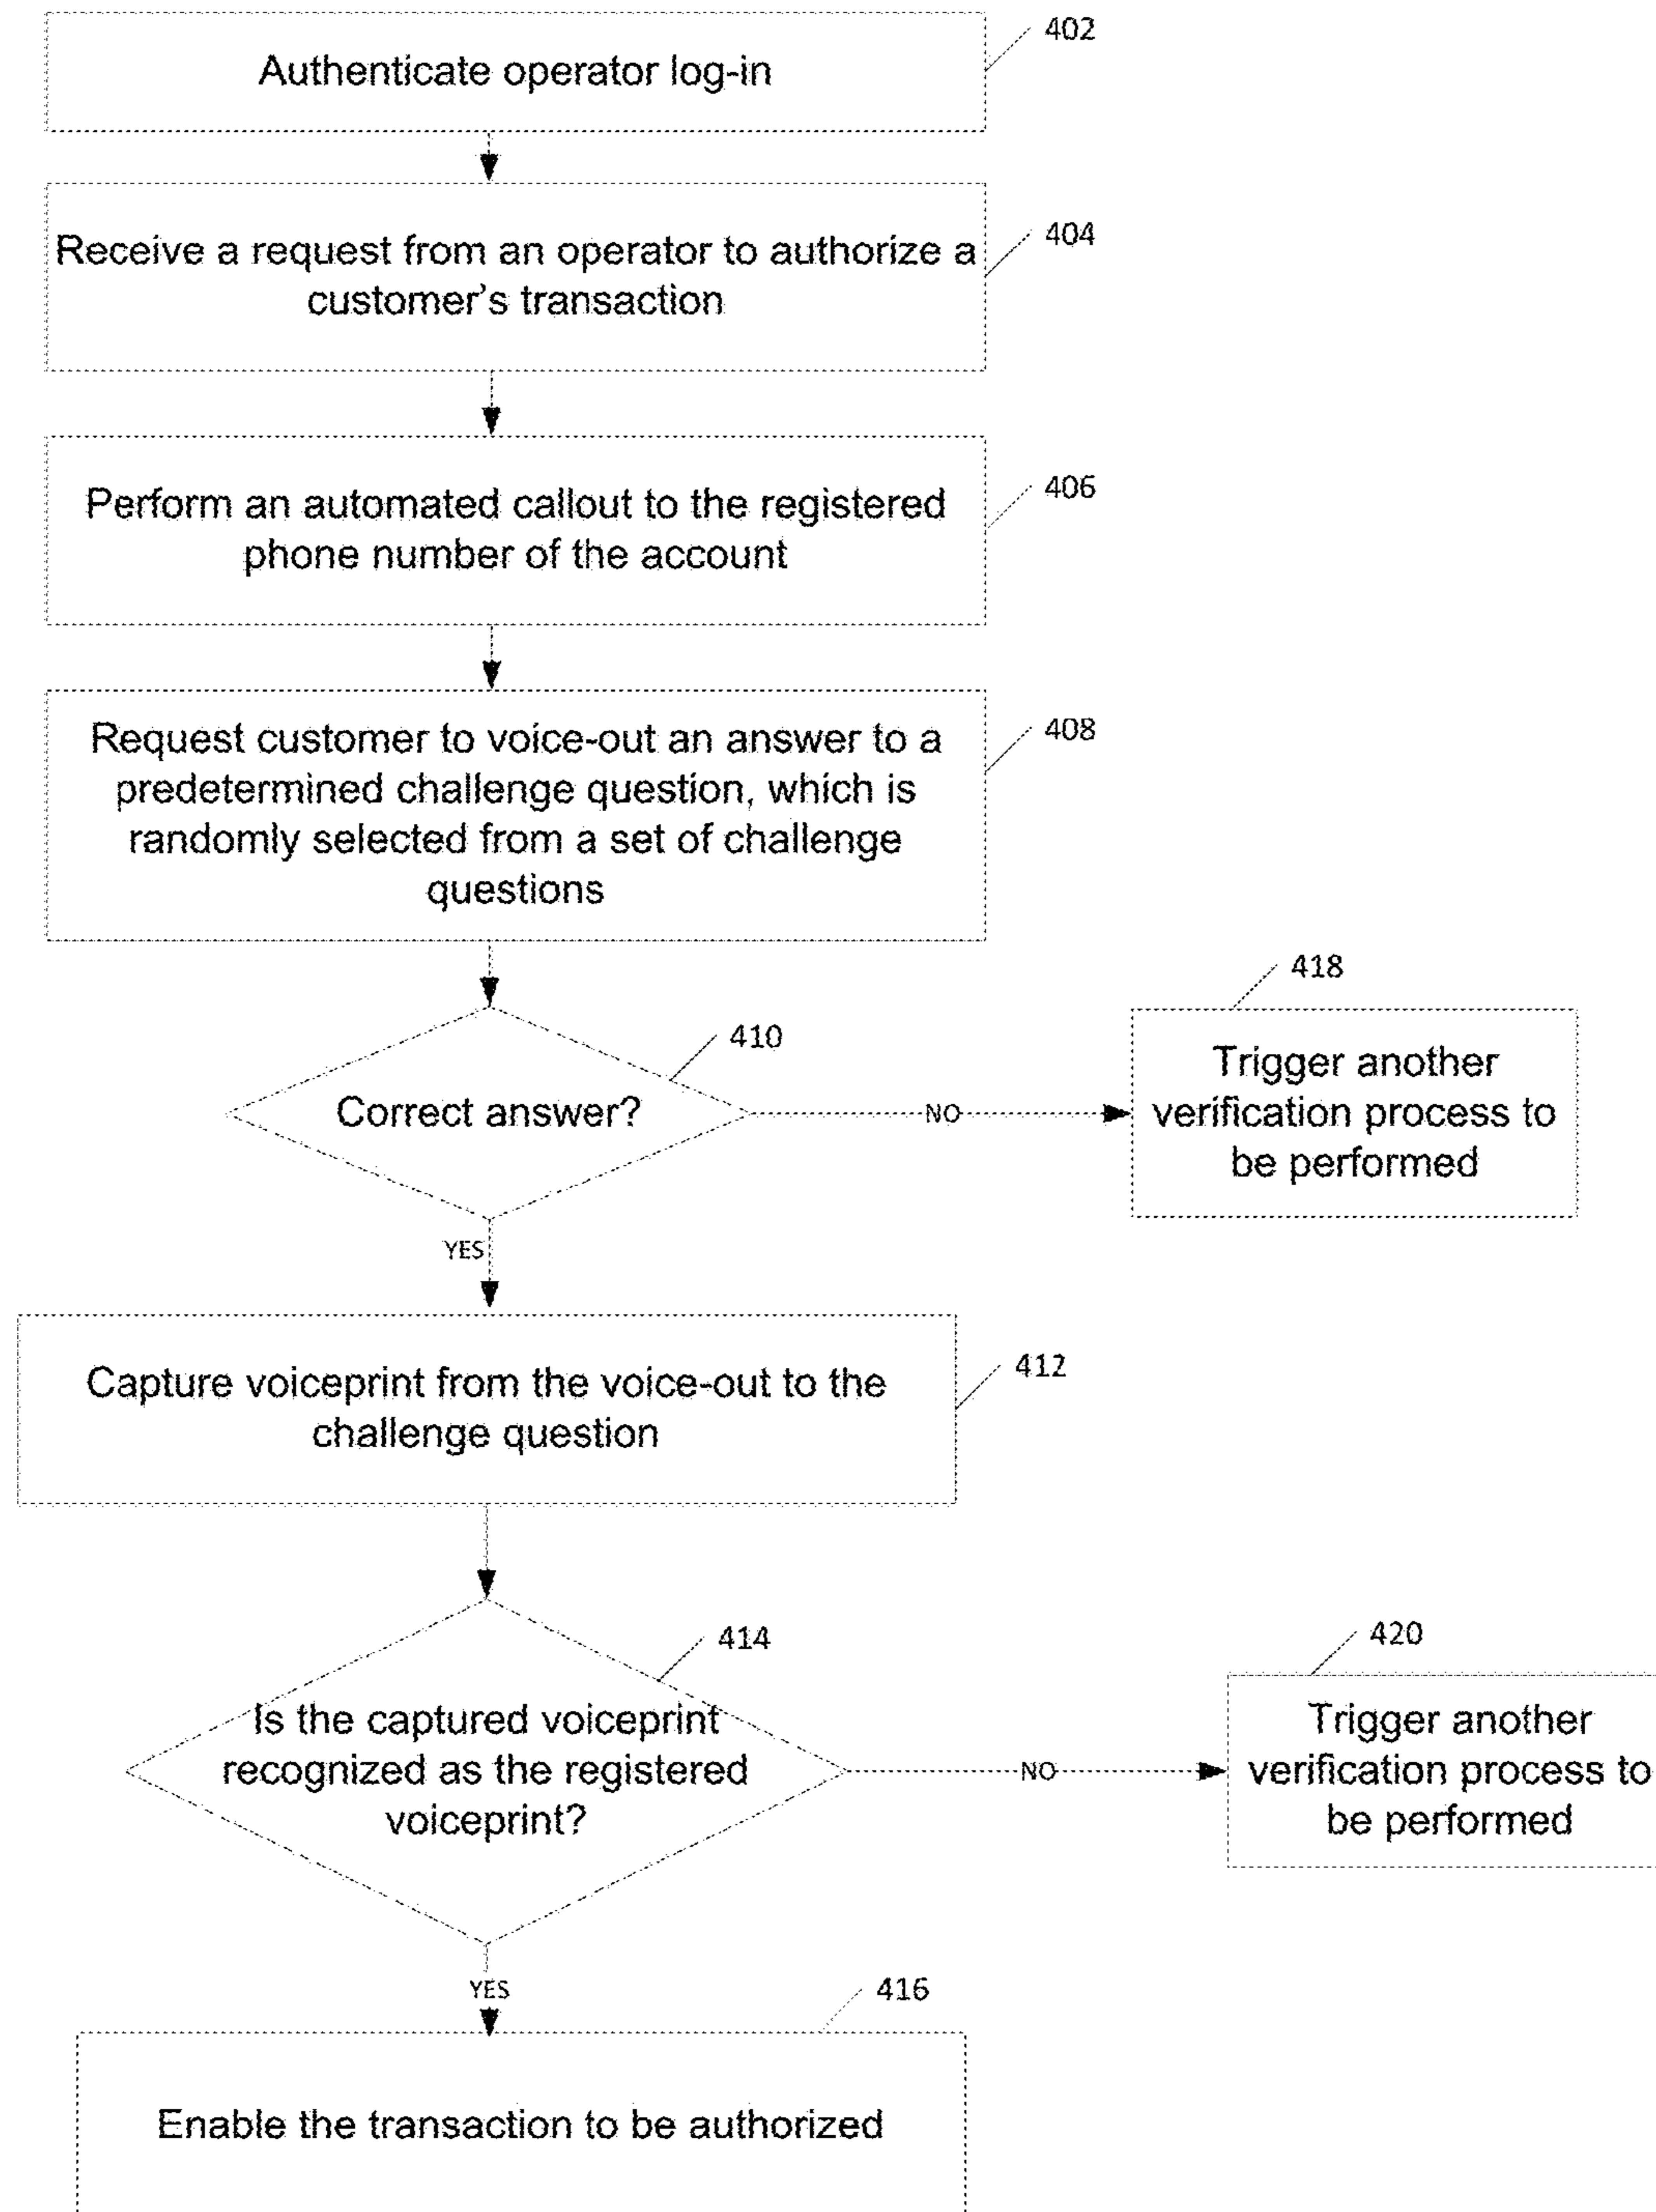 402
Authenticate operator log-in
404
Receive a request from an operator to authorize a
customer's transaction
406
Perform an automated callout to the registered
phone number of the account
408
Request customer to voice-out an answer to a
predetermined challenge question, which is
randomly selected from a set of challenge
questions
418
410
Correct answer?
NO
Trigger another
verification process to
be performed
YES
412
Capture voiceprint from the voice-out to the
challenge question
414
420
Is the captured voiceprint
recognized as the registered
voiceprint?
NO
Trigger another
verification process to
be performed
YES
416
Enable the transaction to be authorized